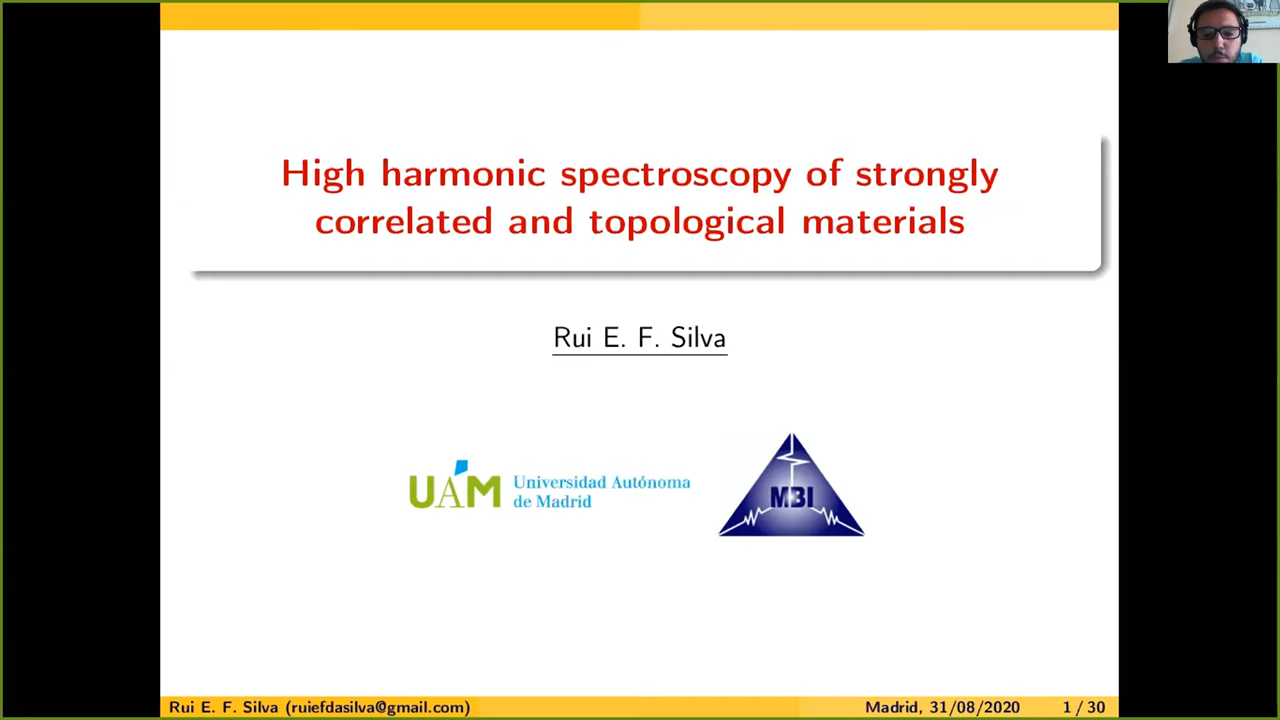 High harmonic spectroscopy of strongly
correlated and topological materials
Rui E. F. Silva
UAM Universidad Autónoma
de Madrid
MBI
Rui E. F. Silva (ruiefdasilva@gmail.com) Madrid, 31/08/2020 1 / 30